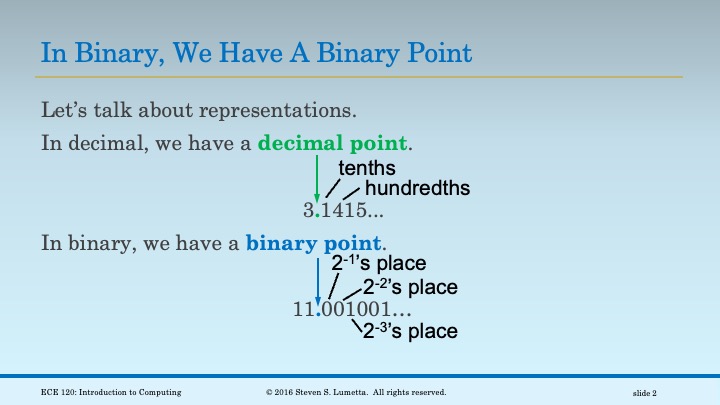 In Binary, We Have A Binary Point
Let's talk about representations.
In decimal, we have a decimal point.
tenths
hundredths
3.1415...
In binary, we have a binary point.
2-1's place
2-2's place
11.001001…
2-3's place
ECE 120: Introduction to Computing © 2016 Steven S. Lumetta. All rights reserved. slide 2